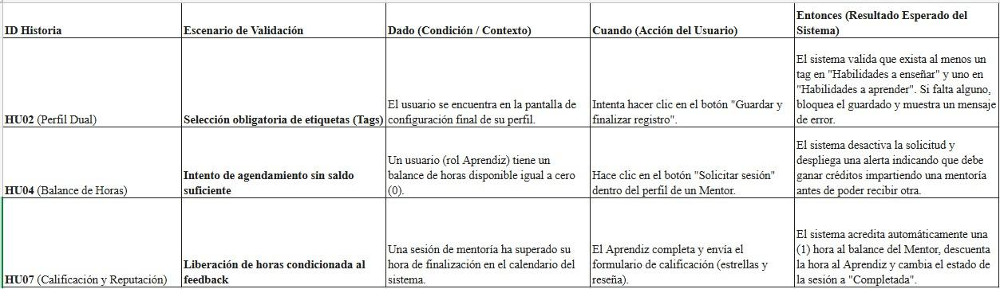 ID Historia
Escenario de Validación
Dado (Condición / Contexto)
Cuando (Acción del Usuario)
Entonces (Resultado Esperado del
Sistema)
HU02 (Perfil Dual)
Selección obligatoria de etiquetas (Tags)
El usuario se encuentra en la pantalla de
configuración final de su perfil.
Intenta hacer clic en el botón "Guardar y
finalizar registro".
El sistema valida que exista al menos un
tag en "Habilidades a enseñar" y uno en
"Habilidades a aprender". Si falta alguno,
bloquea el guardado y muestra un mensaje
de error.
HU04 (Balance de Horas)
Intento de agendamiento sin saldo
suficiente
Un usuario (rol Aprendiz) tiene un
balance de horas disponible igual a cero
(0).
Hace clic en el botón "Solicitar sesión"
dentro del perfil de un Mentor.
El sistema desactiva la solicitud y
despliega una alerta indicando que debe
ganar créditos impartiendo una mentoría
antes de poder recibir otra.
HU07 (Calificación y Reputación)
Liberación de horas condicionada al
feedback
Una sesión de mentoría ha superado su
hora de finalización en el calendario del
sistema.
El Aprendiz completa y envía el
formulario de calificación (estrellas y
reseña).
El sistema acredita automáticamente una
(1) hora al balance del Mentor, descuenta
la hora al Aprendiz y cambia el estado de
la sesión a "Completada".